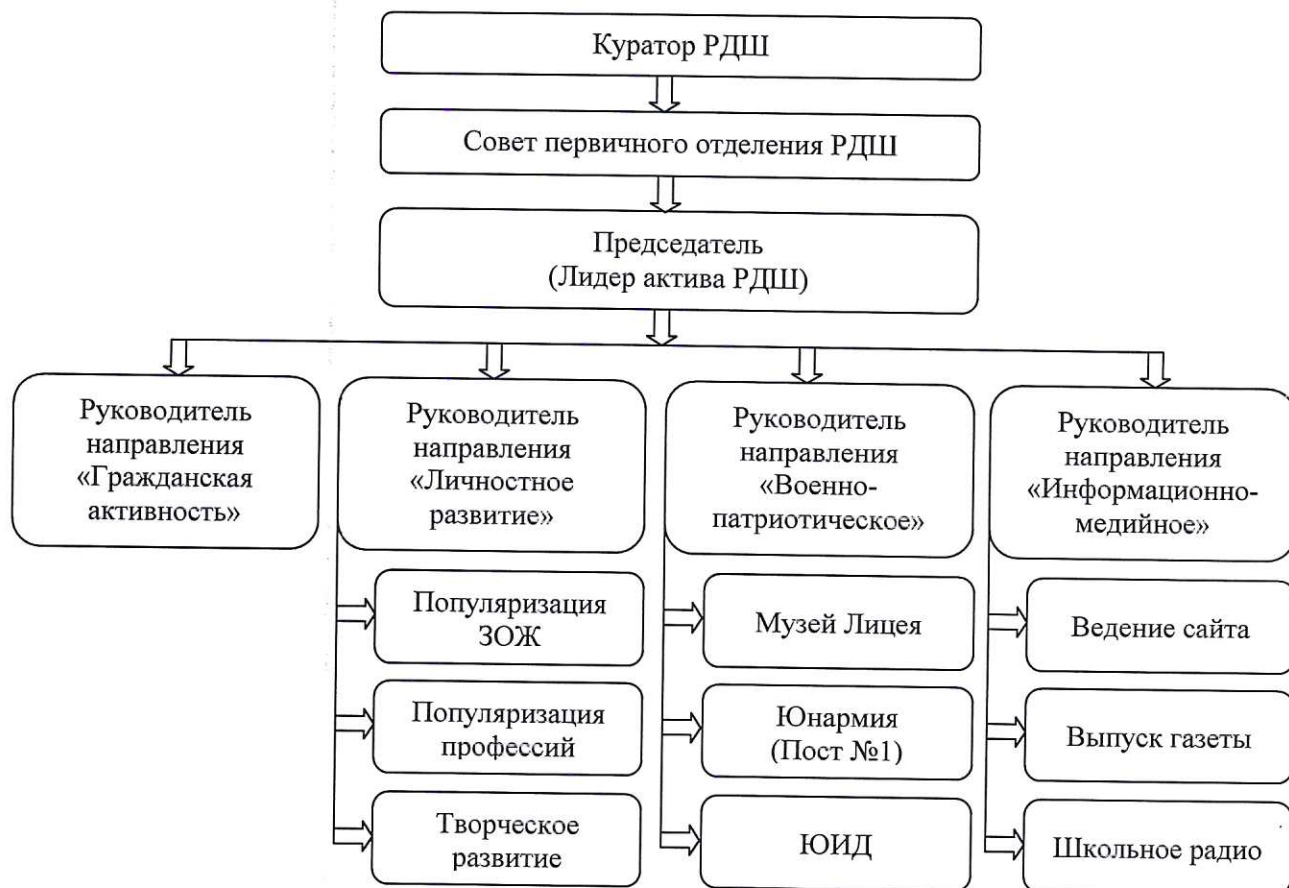 Куратор РДШ
Совет первичного отделения РДШ
Председатель
(Лидер актива РДШ)
Руководитель
направления
«Гражданская
активность»
Руководитель
направления
«Личностное
развитие»
Руководитель
направления
«Военно-
патриотическое»
Руководитель
направления
«Информационно-
медийное»
Популяризация
ЗОЖ
Популяризация
профессий
Творческое
развитие
Музей Лицея
Юнармия
(Пост №1)
ЮИД
Ведение сайта
Выпуск газеты
Школьное радио